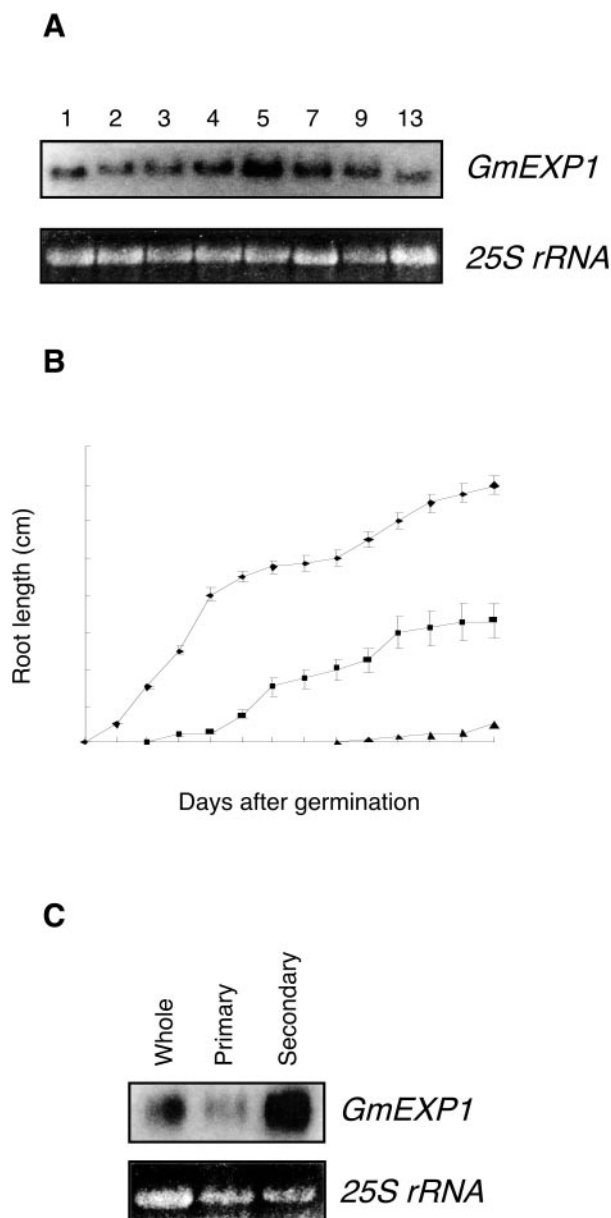 A
1 2 3 4 5 7 9 13
GmEXP1
25S rRNA
B
Root length (cm)
Days after germination
C
Whole Primary Secondary
GmEXP1
25S rRNA